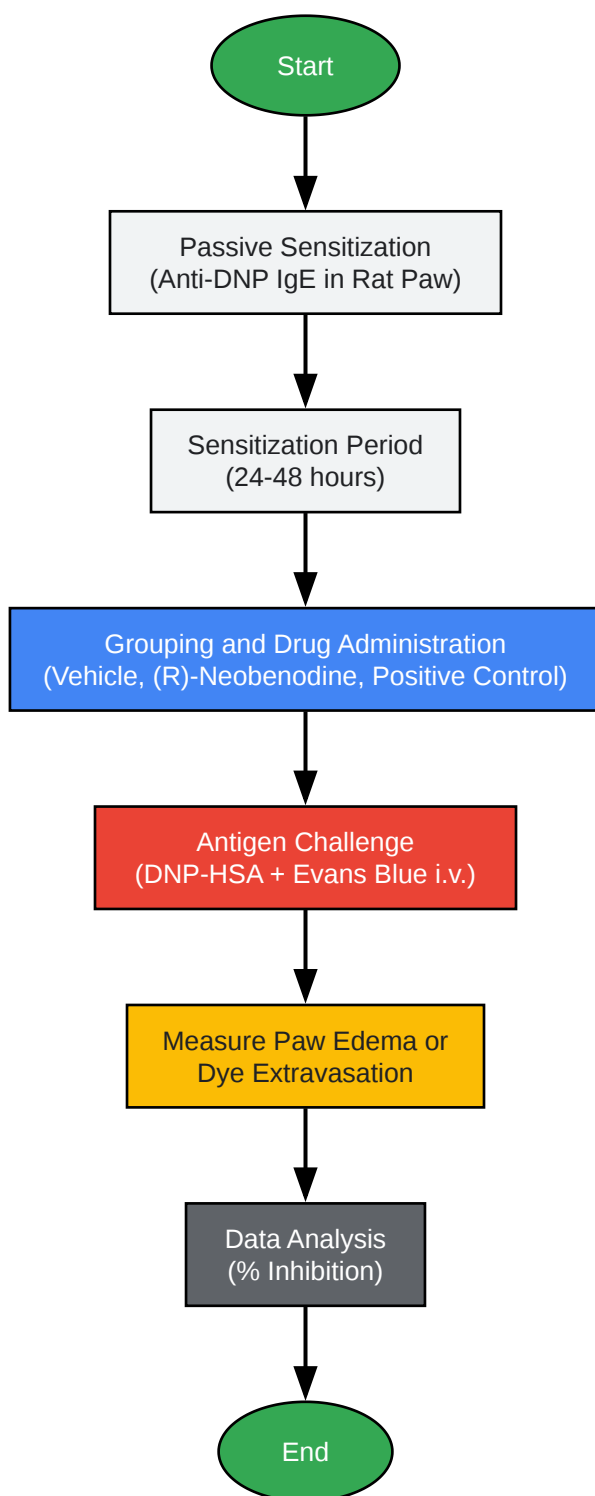 Start
Passive Sensitization
(Anti-DNP IgE in Rat Paw)
Sensitization Period
(24-48 hours)
Grouping and Drug Administration
(Vehicle, (R)-Neobenodine, Positive Control)
Antigen Challenge
(DNP-HSA + Evans Blue i.v.)
Measure Paw Edema or
Dye Extravasation
Data Analysis
(% Inhibition)
End